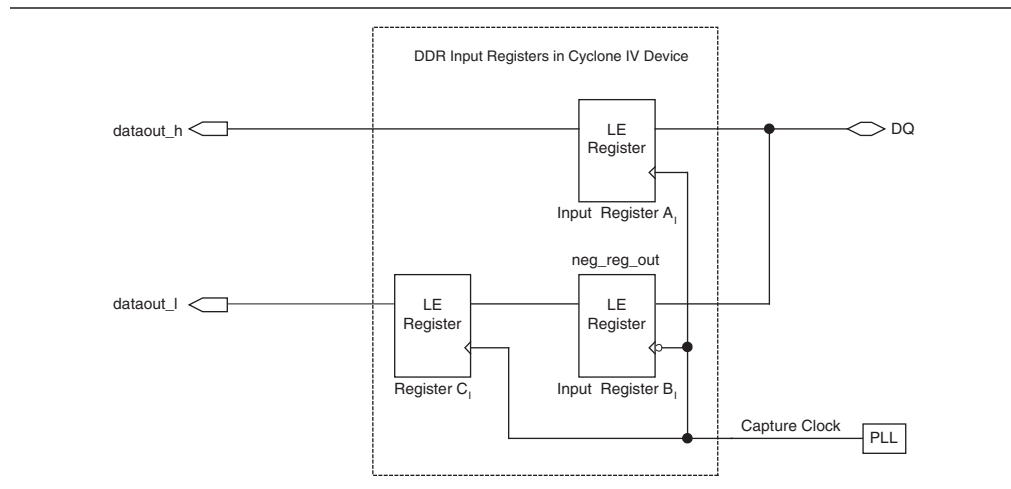 DDR Input Registers in Cyclone IV Device
dataout_h
LE
Register
DQ
Input Register A_I
neg_reg_out
dataout_l
LE
Register
LE
Register
Register C_I
Input Register B_I
Capture Clock
PLL